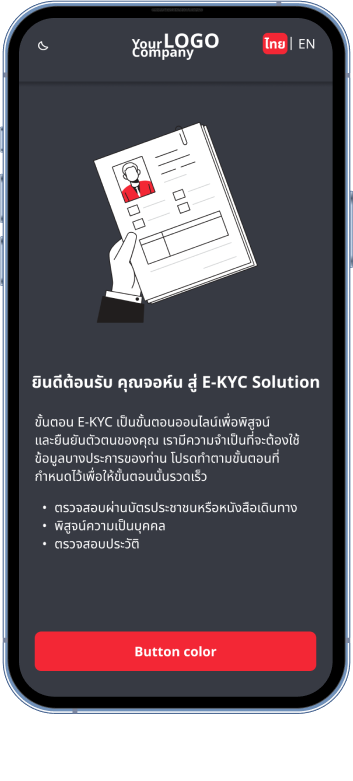 Your LOGO
Company
ไทย | EN
ยินดีต้อนรับ คุณจอห์น สู่ E-KYC Solution
ขั้นตอน E-KYC เป็นขั้นตอนออนไลน์เพื่อพิสูจน์
และยืนยันตัวตนของคุณ เรามีความจำเป็นที่จะต้องใช้
ข้อมูลบางประการของท่าน โปรดทำตามขั้นตอนที่
กำหนดไว้เพื่อให้ขั้นตอนนั้นรวดเร็ว
• ตรวจสอบผ่านบัตรประชาชนหรือหนังสือเดินทาง
• พิสูจน์ความเป็นบุคคล
• ตรวจสอบประวัติ
Button color